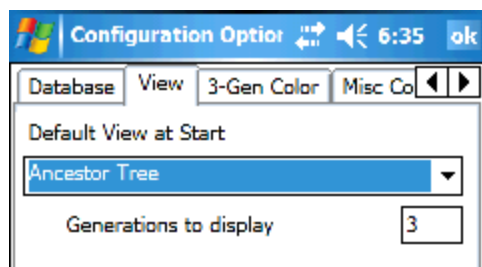 Configuration Option 6:35 ok
Database View 3-Gen Color Misc Co
Default View at Start
Ancestor Tree
Generations to display 3